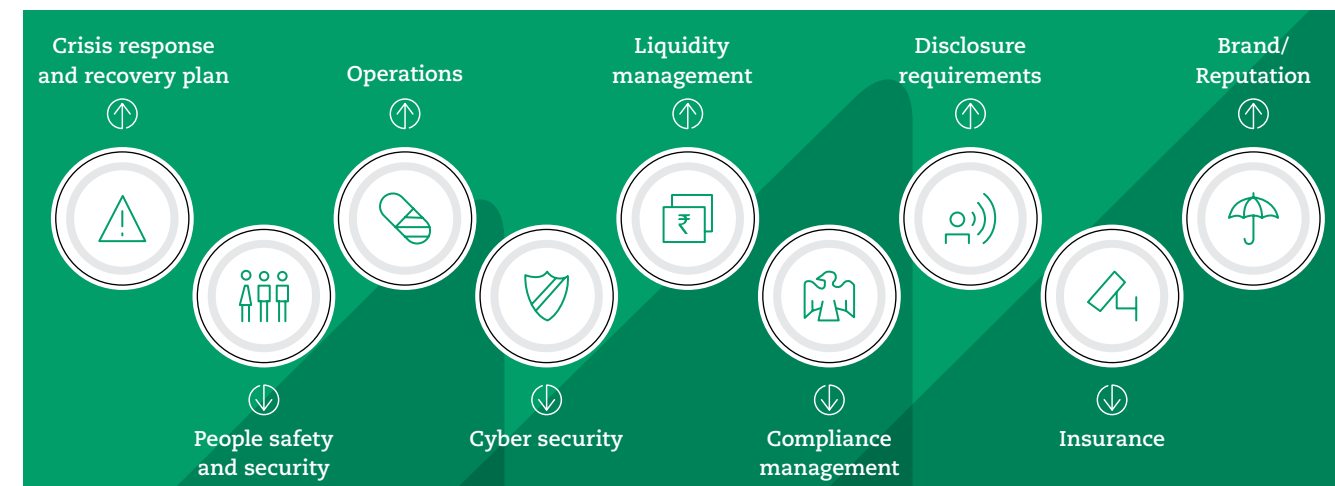 Crisis response
and recovery plan
Operations
Liquidity
management
Disclosure
requirements
Brand/
Reputation
₹
People safety
and security
Cyber security
Compliance
management
Insurance